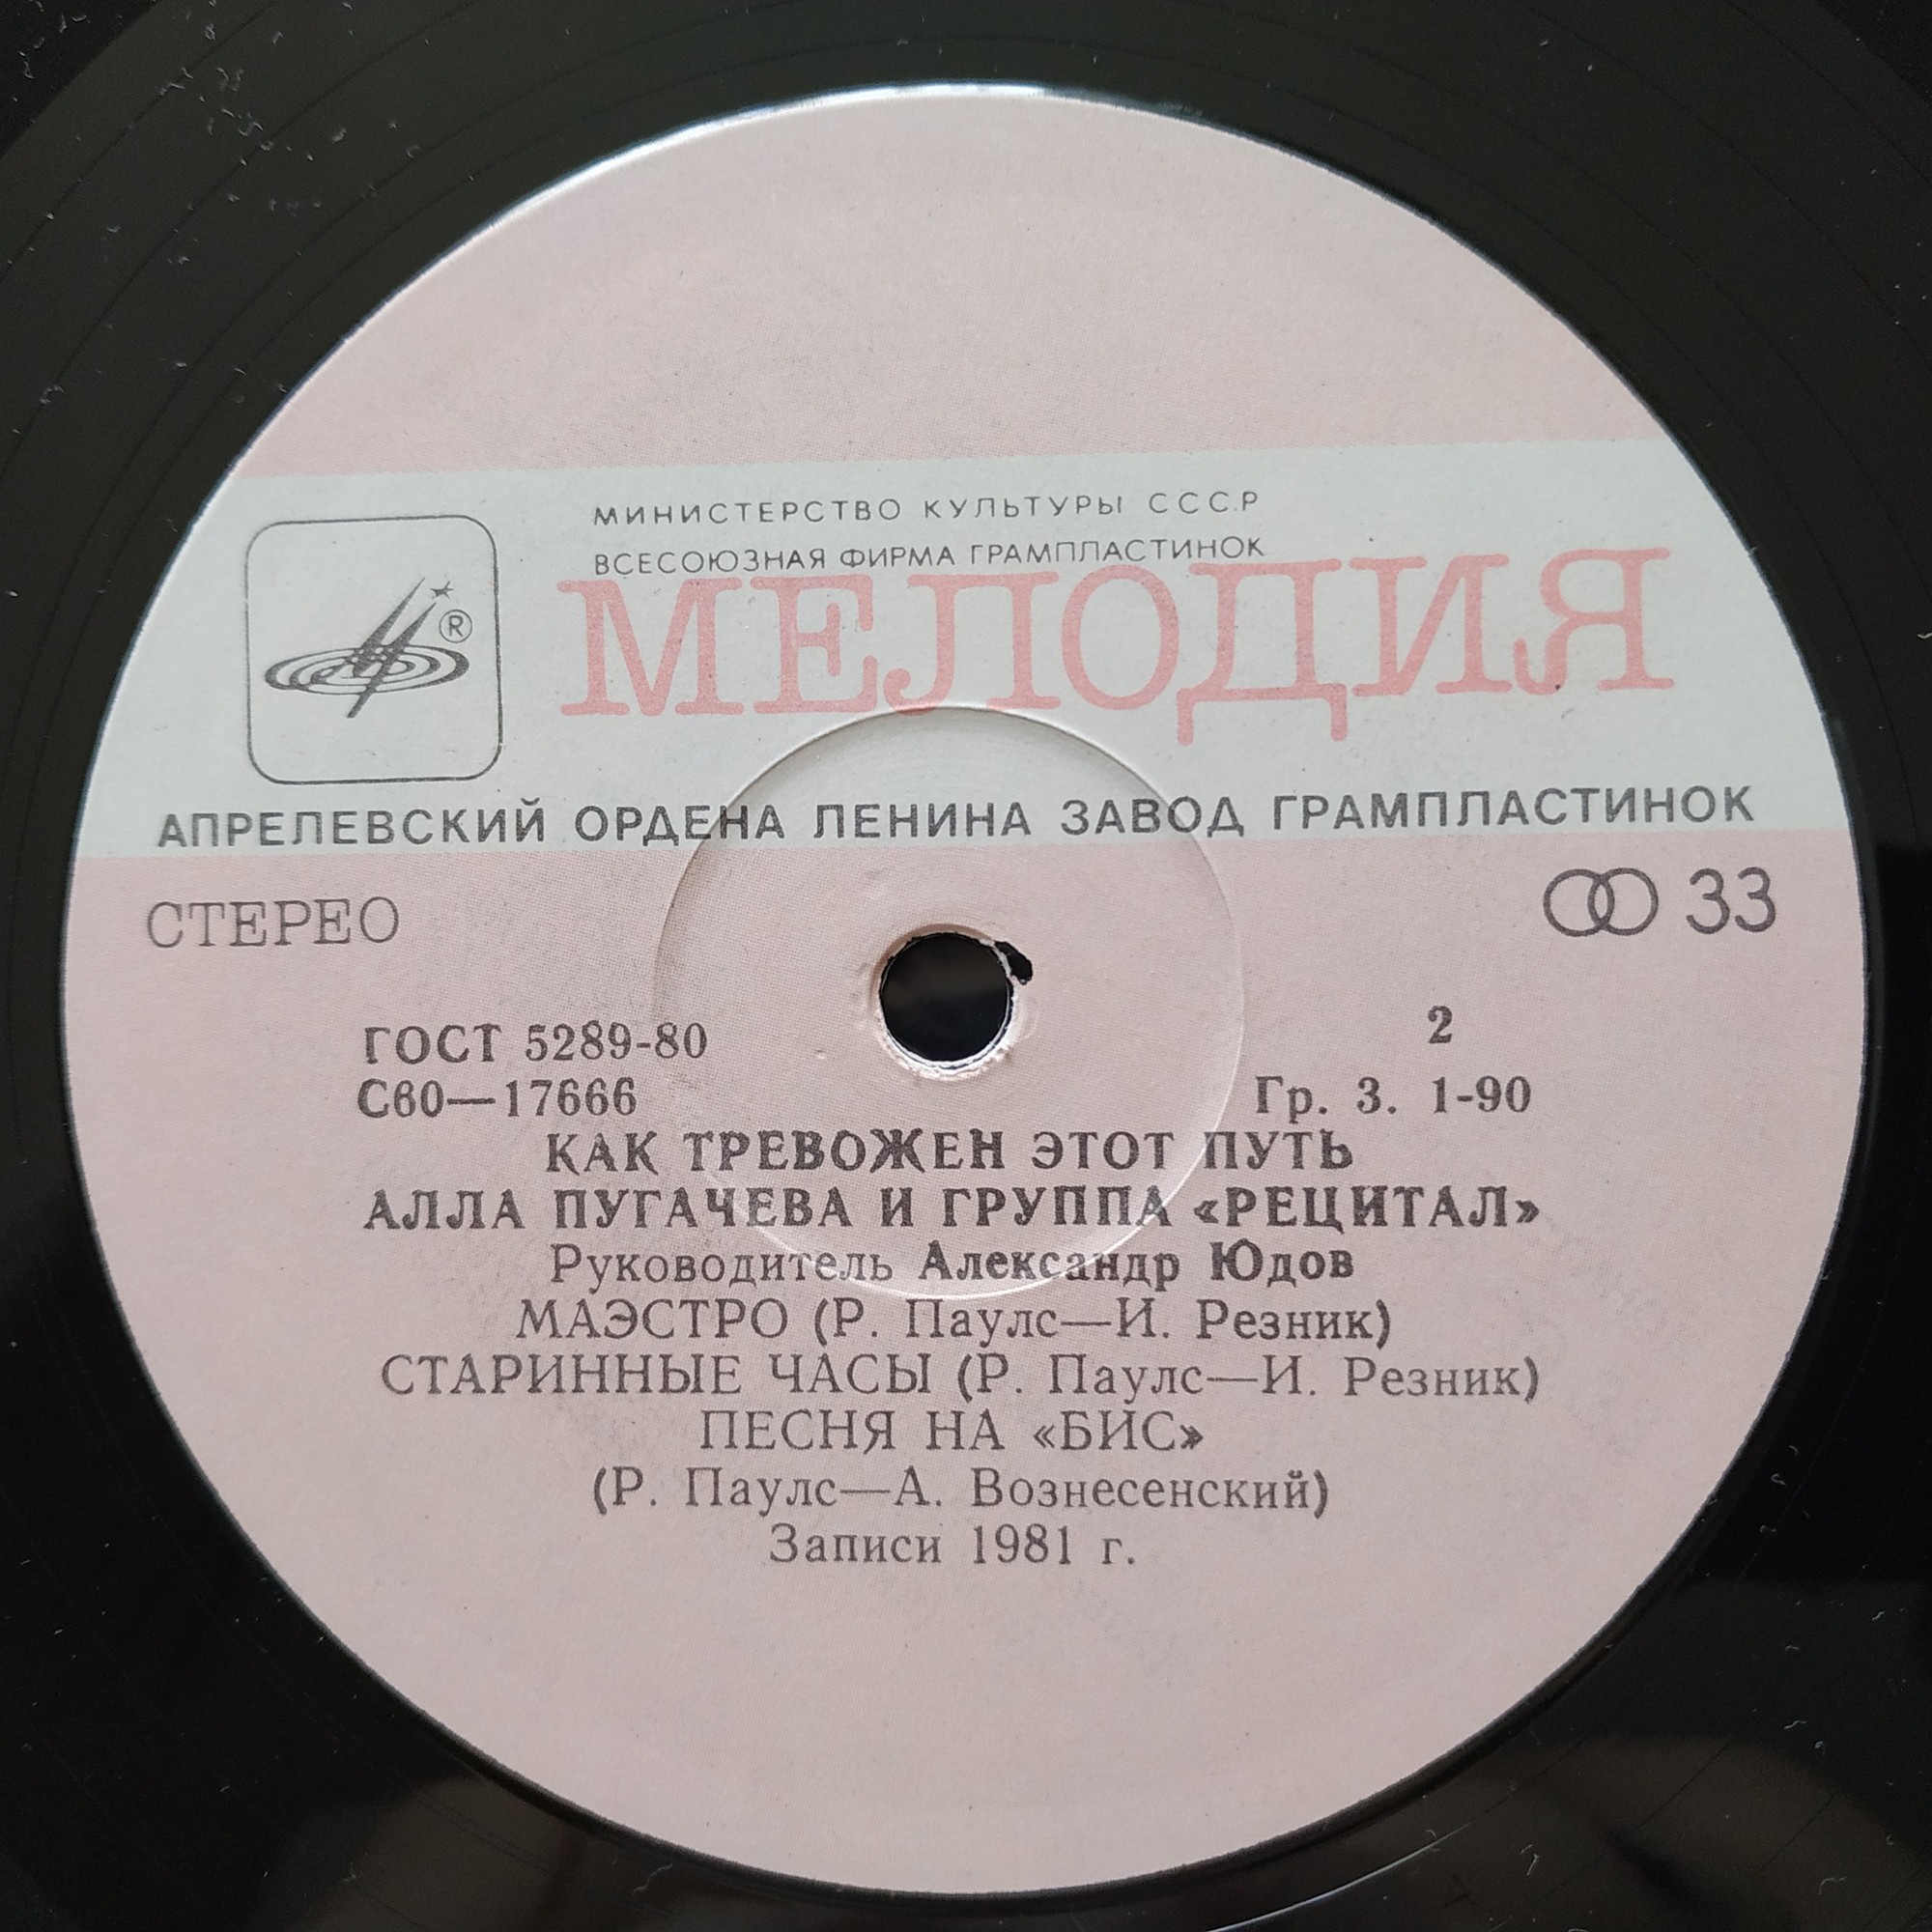 МИНИСТЕРСТВО КУЛЬТУРЫ СССР
ВСЕСОЮЗНАЯ ФИРМА ГРАМПЛАСТИНОК
МЕЛОДИЯ
®
АПРЕЛЕВСКИЙ ОРДЕНА ЛЕНИНА ЗАВОД ГРАМПЛАСТИНОК
СТЕРЕО 33
ГОСТ 5289-80 2
С60—17666 Гр. 3. 1-90
КАК ТРЕВОЖЕН ЭТОТ ПУТЬ
АЛЛА ПУГАЧЕВА И ГРУППА «РЕЦИТАЛ»
Руководитель Александр Юдов
МАЭСТРО (Р. Паулс—И. Резник)
СТАРИННЫЕ ЧАСЫ (Р. Паулс—И. Резник)
ПЕСНЯ НА «БИС»
(Р. Паулс—А. Вознесенский)
Записи 1981 г.